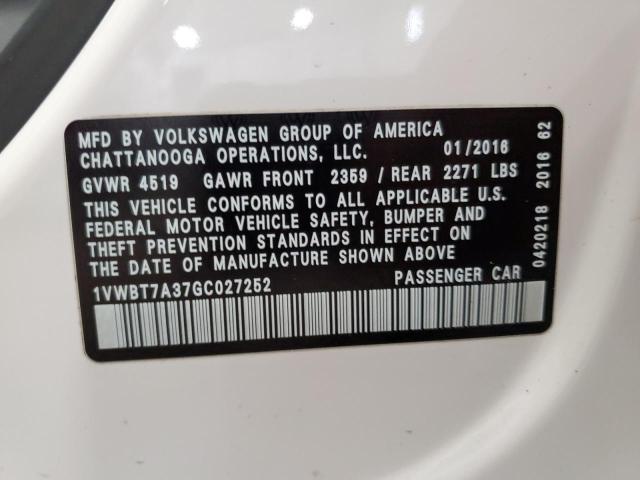 MFD BY VOLKSWAGEN GROUP OF AMERICA
CHATTANOOGA OPERATIONS, LLC. 01/2016
GVWR 4519 GAWR FRONT 2359 / REAR 2271 LBS
THIS VEHICLE CONFORMS TO ALL APPLICABLE U.S.
FEDERAL MOTOR VEHICLE SAFETY, BUMPER AND
THEFT PREVENTION STANDARDS IN EFFECT ON
THE DATE OF MANUFACTURE SHOWN ABOVE
1VWBT7A37GC027252 PASSENGER CAR
0420218 2016 62